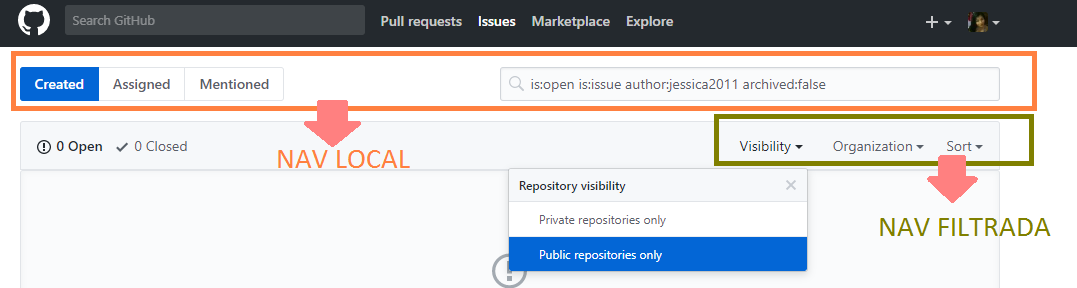 Search GitHub Pull requests Issues Marketplace Explore
Created Assigned Mentioned is:open is:issue author:jessica2011 archived:false
0 Open 0 Closed Visibility Organization Sort
NAV LOCAL
Repository visibility
Private repositories only
NAV FILTRADA
Public repositories only